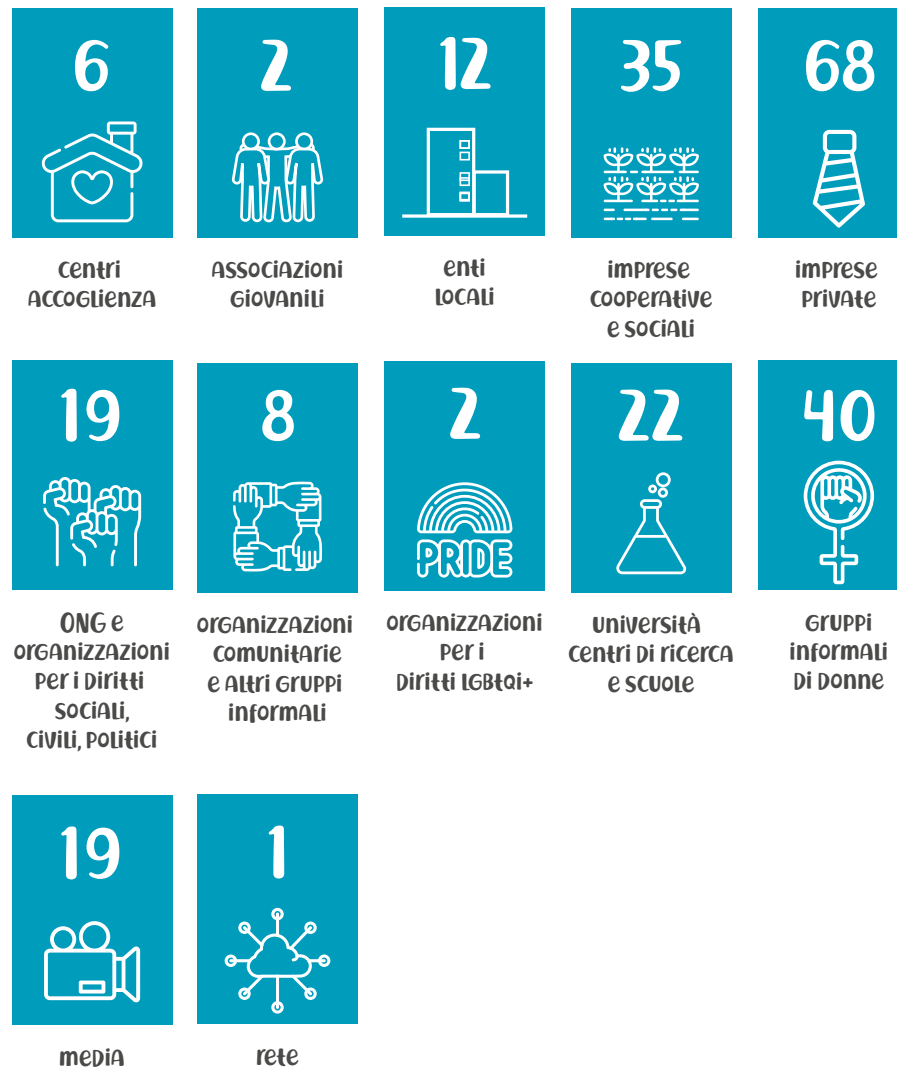 6
centri
accoglienza
2
associazioni
giovanili
12
enti
locali
35
imprese
cooperative
e sociali
68
imprese
private
19
ONG e
organizzazioni
per i diritti
sociali,
civili, politici
8
organizzazioni
comunitarie
e altri gruppi
informali
2
PRIDE
organizzazioni
per i
diritti LGBTQI+
22
università
centri di ricerca
e scuole
40
gruppi
informali
di donne
19
media
1
rete